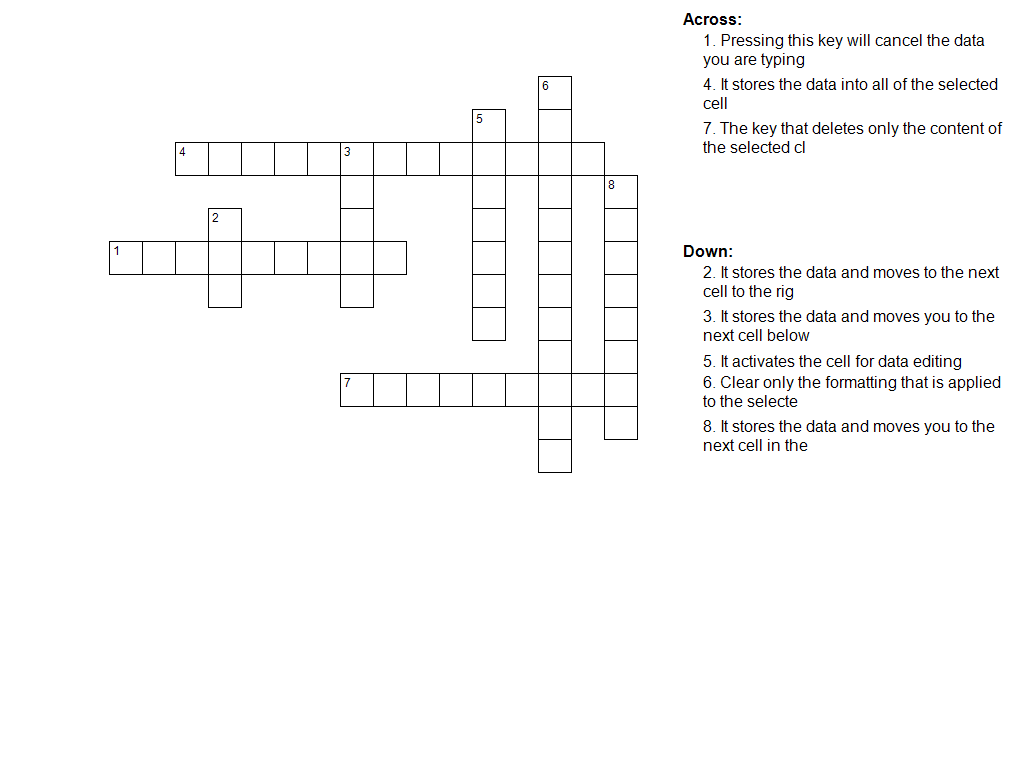 Across:
1. Pressing this key will cancel the data
you are typing
4. It stores the data into all of the selected
cell
7. The key that deletes only the content of
the selected cl
Down:
2. It stores the data and moves to the next
cell to the rig
3. It stores the data and moves you to the
next cell below
5. It activates the cell for data editing
6. Clear only the formatting that is applied
to the selecte
8. It stores the data and moves you to the
next cell in the
6
5
4 3
8
2
1
7